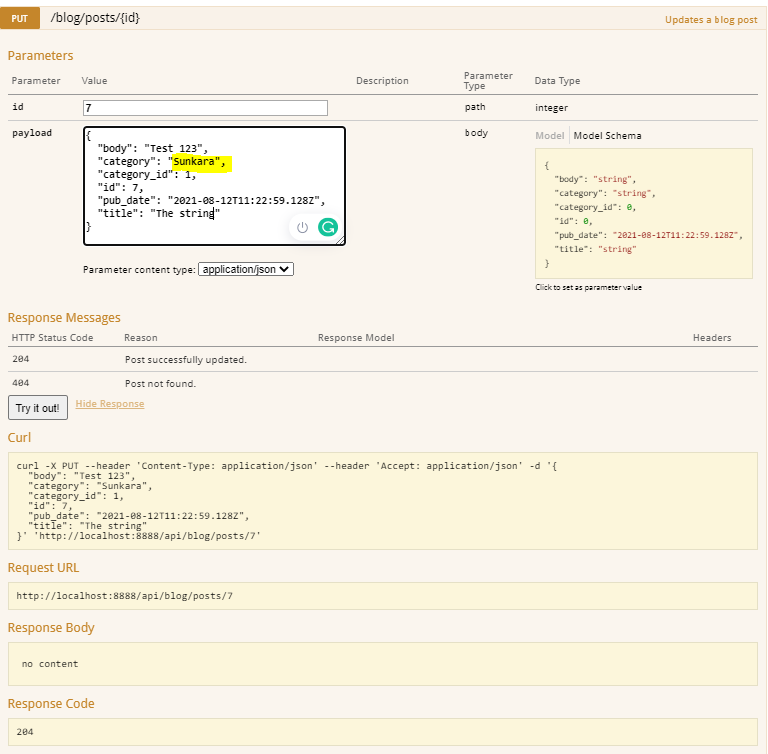 PUT /blog/posts/{id} Updates a blog post
Parameters
Parameter Value Description Parameter Type Data Type
id 7 path integer
payload body Model Model Schema
{
"body": "Test 123",
"category": "Sunkara",
"category_id": 1,
"id": 7,
"pub_date": "2021-08-12T11:22:59.128Z",
"title": "The string"
}
Parameter content type: application/json
{
"body": "string",
"category": "string",
"category_id": 0,
"id": 0,
"pub_date": "2021-08-12T11:22:59.128Z",
"title": "string"
}
Click to set as parameter value
Response Messages
HTTP Status Code Reason Response Model Headers
204 Post successfully updated.
404 Post not found.
Try it out! Hide Response
Curl
curl -X PUT --header 'Content-Type: application/json' --header 'Accept: application/json' -d '{
"body": "Test 123",
"category": "Sunkara",
"category_id": 1,
"id": 7,
"pub_date": "2021-08-12T11:22:59.128Z",
"title": "The string"
}' 'http://localhost:8888/api/blog/posts/7'
Request URL
http://localhost:8888/api/blog/posts/7
Response Body
no content
Response Code
204